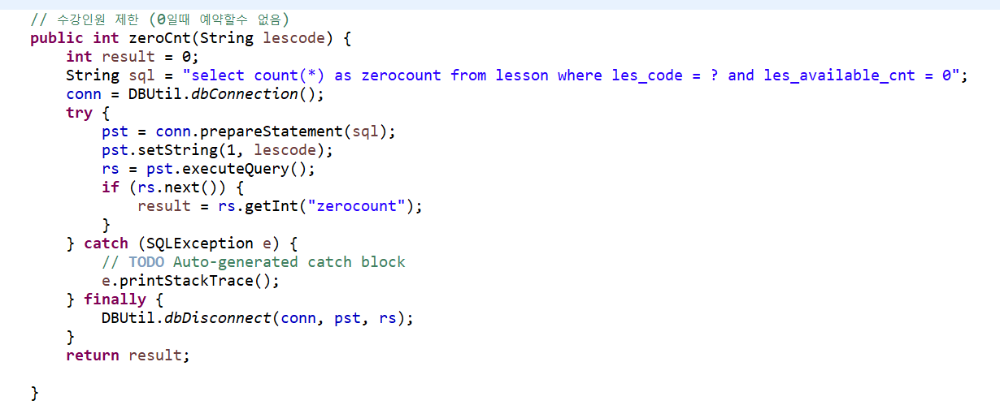 // 수강인원 제한 (0일때 예약할수 없음)
public int zeroCnt(String lescode) {
int result = 0;
String sql = "select count(*) as zerocount from lesson where les_code = ? and les_available_cnt = 0";
conn = DBUtil.dbConnection();
try {
pst = conn.prepareStatement(sql);
pst.setString(1, lescode);
rs = pst.executeQuery();
if (rs.next()) {
result = rs.getInt("zerocount");
}
} catch (SQLException e) {
// TODO Auto-generated catch block
e.printStackTrace();
} finally {
DBUtil.dbDisconnect(conn, pst, rs);
}
return result;
}